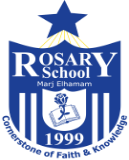 ROSARY
School
Marj Elhamam
1999
Cornerstone of Faith & Knowledge